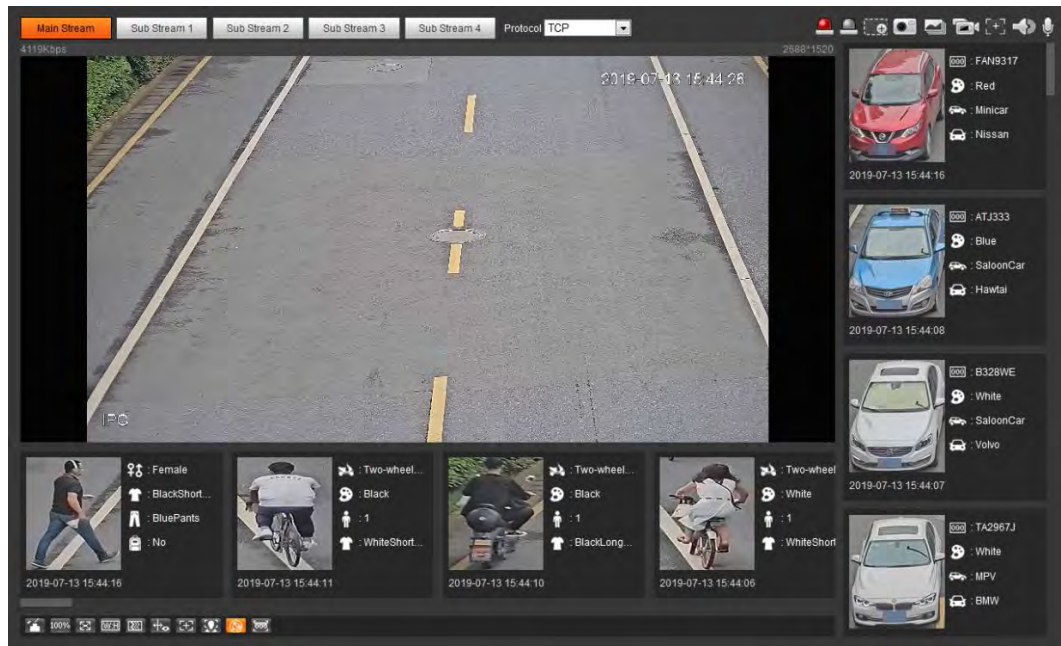 Main Stream
Sub Stream 1
Sub Stream 2
Sub Stream 3
Sub Stream 4
Protocol TCP
4119Kbps
2688*1520
2019-07-13 15:44:26
IPC
: FAN9317
: Red
: Minicar
: Nissan
2019-07-13 15:44:16
: ATJ333
: Blue
: SaloonCar
: Hawtai
2019-07-13 15:44:08
: B328WE
: White
: SaloonCar
: Volvo
2019-07-13 15:44:07
: TA2967J
: White
: MPV
: BMW
: Female
: BlackShort...
: BluePants
: No
2019-07-13 15:44:16
: Two-wheel...
: Black
: 1
: WhiteShort...
2019-07-13 15:44:11
: Two-wheel...
: Black
: 1
: BlackLong...
2019-07-13 15:44:10
: Two-wheel
: White
: 1
: WhiteShort
2019-07-13 15:44:06
100%
W:H